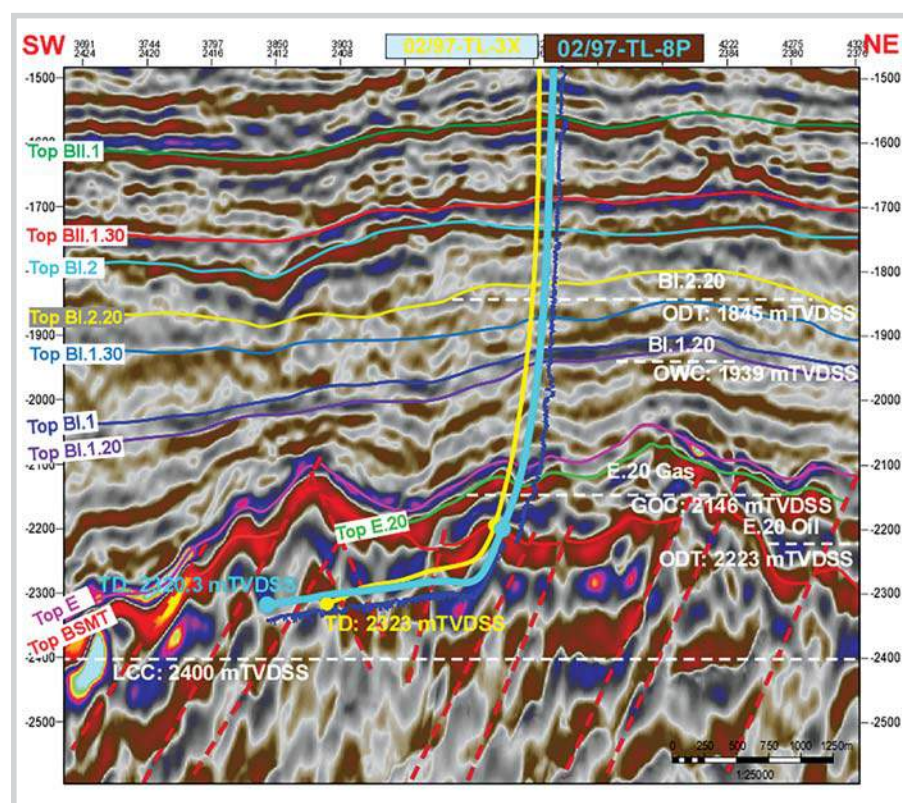 SW
3691
2424
3744
2420
3797
2416
3850
2412
3903
2408
4222
2384
4275
2380
NE
02/97-TL-3X
02/97-TL-8P
-1500
-1700
-1800
-1900
-2000
-2100
-2200
-2300
-2400
-2500
-1500
-1600
-1700
-1800
-1900
-2000
-2100
-2200
-2300
-2400
-2500
Top BII.1
Top BII.1.30
Top BI.2
Top BI.2.20
Top BI.1.30
Top BI.1
Top BI.1.20
Top E.20
Top E
Top BSMT
BI.2.20
ODT: 1845 mTVDSS
BI.1.20
OWC: 1939 mTVDSS
E.20 Gas
GOC: 2146 mTVDSS
E.20 Oil
ODT: 2223 mTVDSS
TD: 2320.3 mTVDSS
TD: 2323 mTVDSS
LCC: 2400 mTVDSS
0 250 500 750 1000 1250m
1:25000